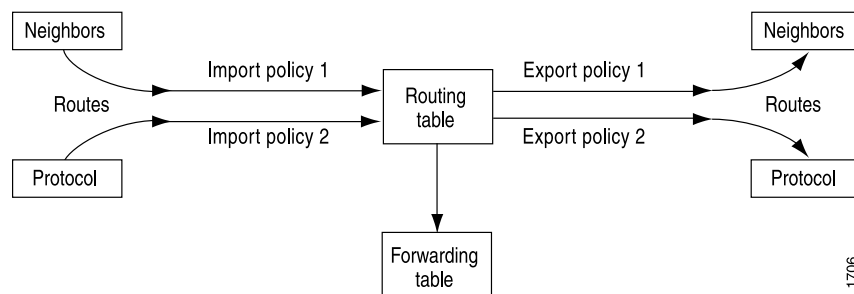 Neighbors
Neighbors
Import policy 1
Export policy 1
Routes
Routing
table
Routes
Import policy 2
Export policy 2
Protocol
Protocol
Forwarding
table
1706